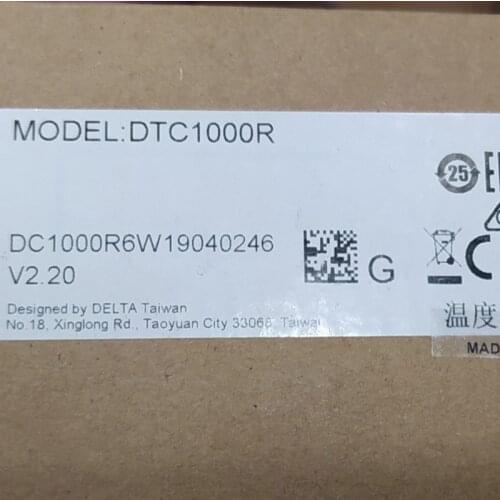 MODEL:DTC1000R
25
DC1000R6W19040246
V2.20
G
Designed by DELTA Taiwan
No.18, Xinglong Rd., Taoyuan City 33068, Taiwan
温度
MAD